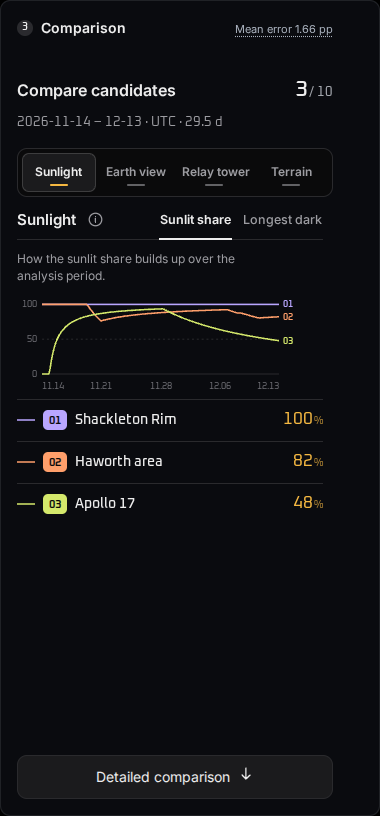 3 Comparison Mean error 1.66 pp
Compare candidates 3 / 10
2026-11-14 – 12-13 · UTC · 29.5 d
Sunlight Earth view Relay tower Terrain
Sunlight Sunlit share Longest dark
How the sunlit share builds up over the
analysis period.
100 01
02
50
03
0
11.14 11.21 11.28 12.06 12.13
01 Shackleton Rim 100%
02 Haworth area 82%
03 Apollo 17 48%
Detailed comparison ↓